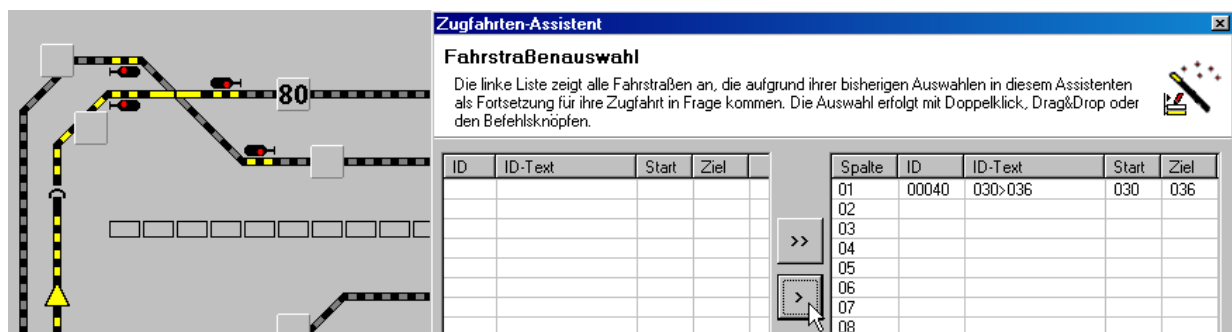 80
Zugfahrten-Assistent
Fahrstraßenauswahl
Die linke Liste zeigt alle Fahrstraßen an, die aufgrund ihrer bisherigen Auswahlen in diesem Assistenten
als Fortsetzung für ihre Zugfahrt in Frage kommen. Die Auswahl erfolgt mit Doppelklick, Drag&Drop oder
den Befehlsknöpfen.
ID ID-Text Start Ziel
>>
>
Spalte ID ID-Text Start Ziel
01 00040 030>036 030 036
02
03
04
05
06
07
08